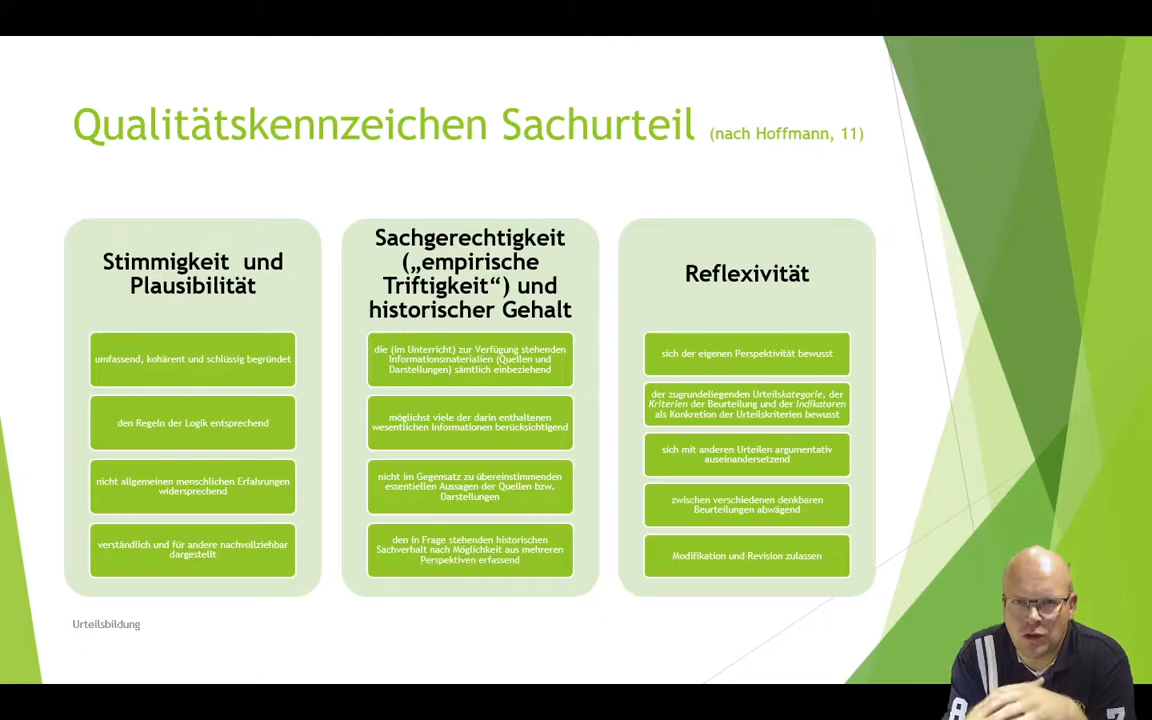 Qualitätskennzeichen Sachurteil (nach Hoffmann, 11)
Stimmigkeit und
Plausibilität
umfassend, kohärent und schlüssig begründet
den Regeln der Logik entsprechend
nicht allgemeinen menschlichen Erfahrungen
widersprechend
verständlich und für andere nachvollziehbar
dargestellt
Sachgerechtigkeit
(„empirische
Triftigkeit“) und
historischer Gehalt
die (im Unterricht) zur Verfügung stehenden
Informationsmaterialien (Quellen und
Darstellungen) sämtlich einbeziehend
möglichst viele der darin enthaltenen
wesentlichen Informationen berücksichtigend
nicht im Gegensatz zu übereinstimmenden
essentiellen Aussagen der Quellen bzw.
Darstellungen
den in Frage stehenden historischen
Sachverhalt nach Möglichkeit aus mehreren
Perspektiven erfassend
Reflexivität
sich der eigenen Perspektivität bewusst
der zugrundeliegenden Urteilskategorie, der
Kriterien der Beurteilung und der Indikatoren
als Konkretion der Urteilskriterien bewusst
sich mit anderen Urteilen argumentativ
auseinandersetzend
zwischen verschiedenen denkbaren
Beurteilungen abwägend
Modifikation und Revision zulassen
Urteilsbildung
8
7